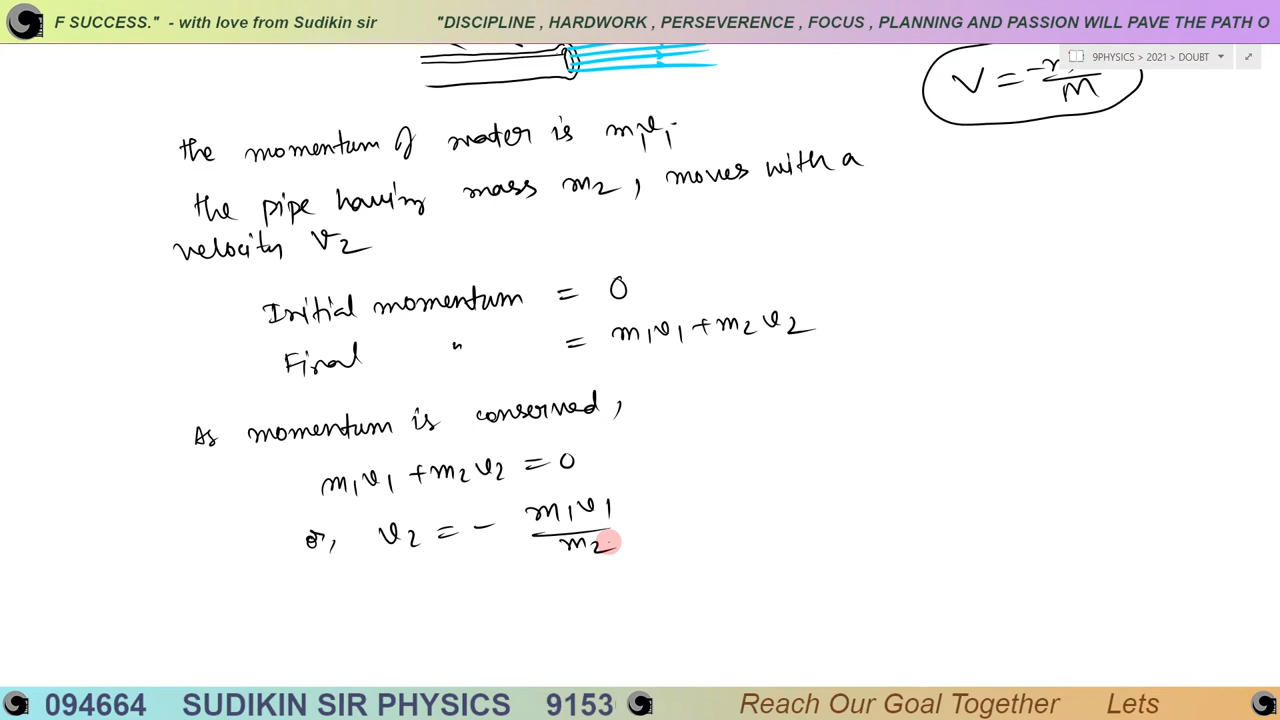 F SUCCESS." - with love from Sudikin sir "DISCIPLINE , HARDWORK , PERSEVERENCE , FOCUS , PLANNING AND PASSION WILL PAVE THE PATH O
9PHYSICS > 2021 > DOUBT
V = - / M
the momentum of water is m₁v₁.
the pipe having mass m₂, moves with a
velocity v₂
Initial momentum = 0
Final " = m₁v₁ + m₂v₂
As momentum is conserved,
m₁v₁ + m₂v₂ = 0
or, v₂ = - m₁v₁ / m₂
094664 SUDIKIN SIR PHYSICS 9153 Reach Our Goal Together Lets